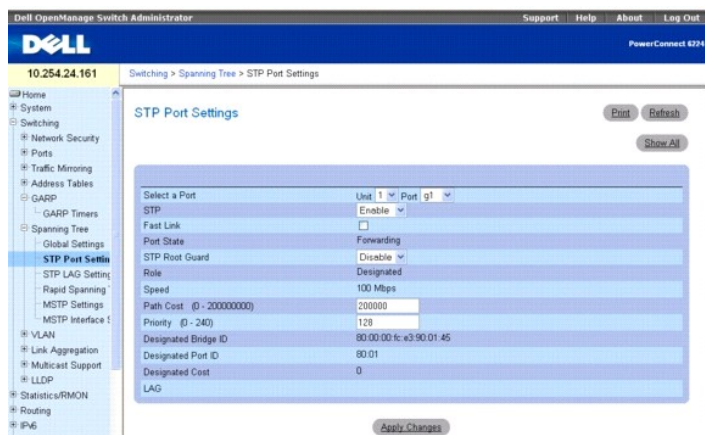 Dell OpenManage Switch Administrator
Support Help About Log Out
DELL
PowerConnect 6224
10.254.24.161
Switching > Spanning Tree > STP Port Settings
Home
System
Switching
Network Security
Ports
Traffic Mirroring
Address Tables
GARP
GARP Timers
Spanning Tree
Global Settings
STP Port Settin
STP LAG Setting
Rapid Spanning
MSTP Settings
MSTP Interface S
VLAN
Link Aggregation
Multicast Support
LLDP
Statistics/RMON
Routing
IPv6
STP Port Settings
Print Refresh
Show All
Select a Port Unit 1 Port g1
STP Enable
Fast Link
Port State Forwarding
STP Root Guard Disable
Role Designated
Speed 100 Mbps
Path Cost (0 - 200000000) 200000
Priority (0 - 240) 128
Designated Bridge ID 80:00:00:fc:e3:90:01:45
Designated Port ID 80:01
Designated Cost 0
LAG
Apply Changes